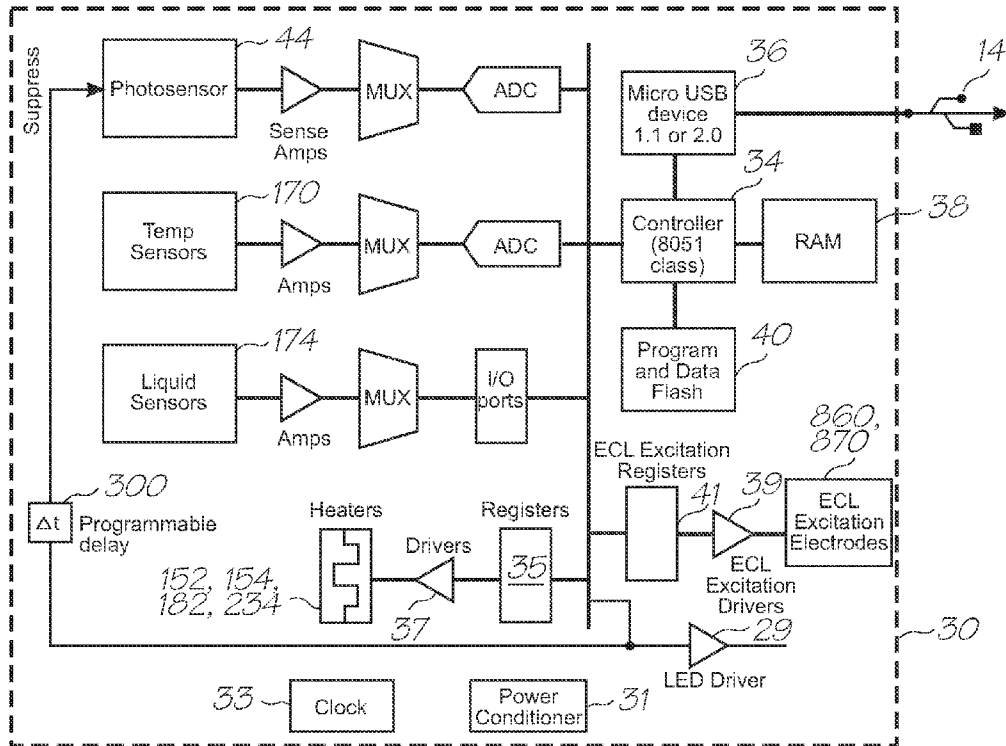 44
36
14
Suppress
Photosensor
MUX
ADC
Micro USB
device
1.1 or 2.0
Sense
Amps
34
170
38
Temp
Sensors
MUX
ADC
Controller
(8051
class)
RAM
Amps
174
40
Liquid
Sensors
MUX
I/O
ports
Program
and Data
Flash
Amps
860,
870
ECL Excitation
Registers
300
41
39
Δt
Programmable
delay
Heaters
Registers
ECL
Excitation
Electrodes
Drivers
35
152, 154,
182, 234
37
ECL
Excitation
Drivers
29
30
LED Driver
33
Clock
Power
Conditioner
31